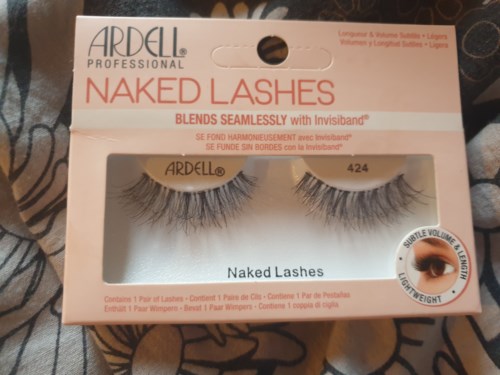 ARDELL®
PROFESSIONAL
Longueur & Volume Subtils • Légers
Volumen y Longitud Sutiles • Ligera
NAKED LASHES
BLENDS SEAMLESSLY with Invisiband®
SE FOND HARMONIEUSEMENT avec Invisiband®
SE FUNDE SIN BORDES con la Invisiband®
ARDELL®
424
SUBTLE VOLUME & LENGTH
• LIGHTWEIGHT •
Naked Lashes
Contains 1 Pair of Lashes • Contient 1 Paire de Cils • Contiene 1 Par de Pestañas
Enthält 1 Paar Wimpern • Bevat 1 Paar Wimpers • Contiene 1 coppia di ciglia